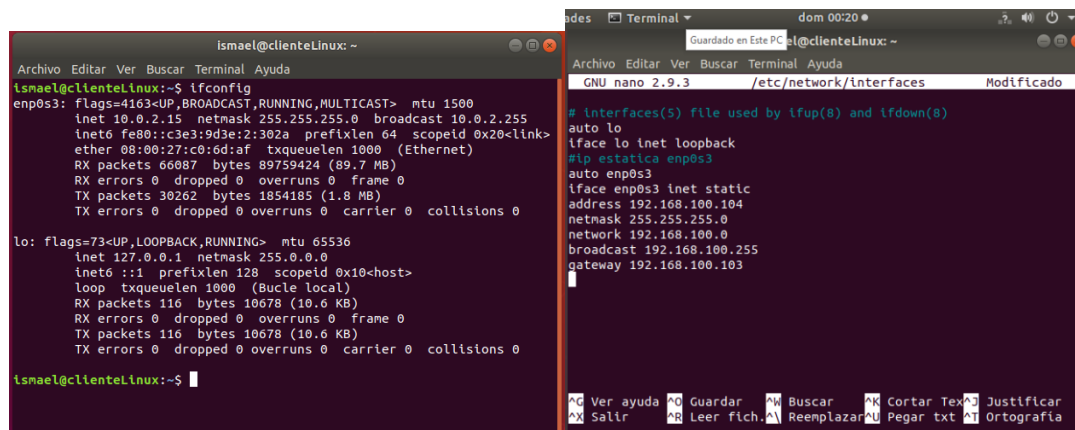 ismael@clienteLinux: ~
Archivo Editar Ver Buscar Terminal Ayuda
ismael@clienteLinux:~$ ifconfig
enp0s3: flags=4163<UP,BROADCAST,RUNNING,MULTICAST>  mtu 1500
        inet 10.0.2.15  netmask 255.255.255.0  broadcast 10.0.2.255
        inet6 fe80::c3e3:9d3e:2:302a  prefixlen 64  scopeid 0x20<link>
        ether 08:00:27:c0:6d:af  txqueuelen 1000  (Ethernet)
        RX packets 66087  bytes 89759424 (89.7 MB)
        RX errors 0  dropped 0  overruns 0  frame 0
        TX packets 30262  bytes 1854185 (1.8 MB)
        TX errors 0  dropped 0 overruns 0  carrier 0  collisions 0
lo: flags=73<UP,LOOPBACK,RUNNING>  mtu 65536
        inet 127.0.0.1  netmask 255.0.0.0
        inet6 ::1  prefixlen 128  scopeid 0x10<host>
        loop  txqueuelen 1000  (Bucle local)
        RX packets 116  bytes 10678 (10.6 KB)
        RX errors 0  dropped 0  overruns 0  frame 0
        TX packets 116  bytes 10678 (10.6 KB)
        TX errors 0  dropped 0 overruns 0  carrier 0  collisions 0
ismael@clienteLinux:~$
ades Terminal dom 00:20
Guardado en Este PC el@clienteLinux: ~
Archivo Editar Ver Buscar Terminal Ayuda
GNU nano 2.9.3 /etc/network/interfaces Modificado
# interfaces(5) file used by ifup(8) and ifdown(8)
auto lo
iface lo inet loopback
#ip estatica enp0s3
auto enp0s3
iface enp0s3 inet static
address 192.168.100.104
netmask 255.255.255.0
network 192.168.100.0
broadcast 192.168.100.255
gateway 192.168.100.103
^G Ver ayuda ^O Guardar ^W Buscar ^K Cortar Tex ^J Justificar
^X Salir ^R Leer fich. ^\ Reemplazar ^U Pegar txt ^T Ortografía